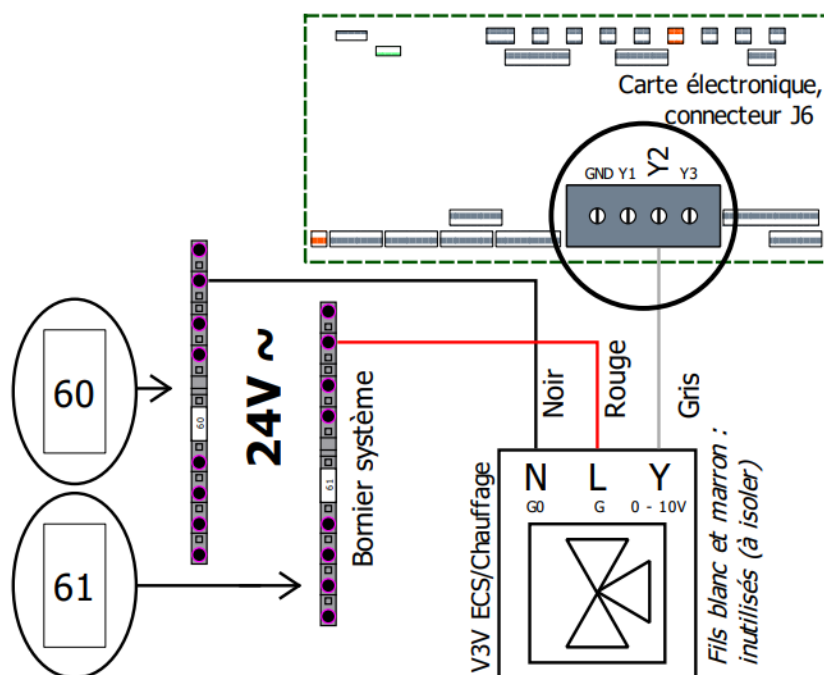 Carte électronique,
connecteur J6
GND Y1 Y2 Y3
60
60
24V ~
61
61
Bornier système
Noir
Rouge
Gris
N L Y
G0 G 0 - 10V
V3V ECS/Chauffage
Fils blanc et marron :
inutilisés (à isoler)